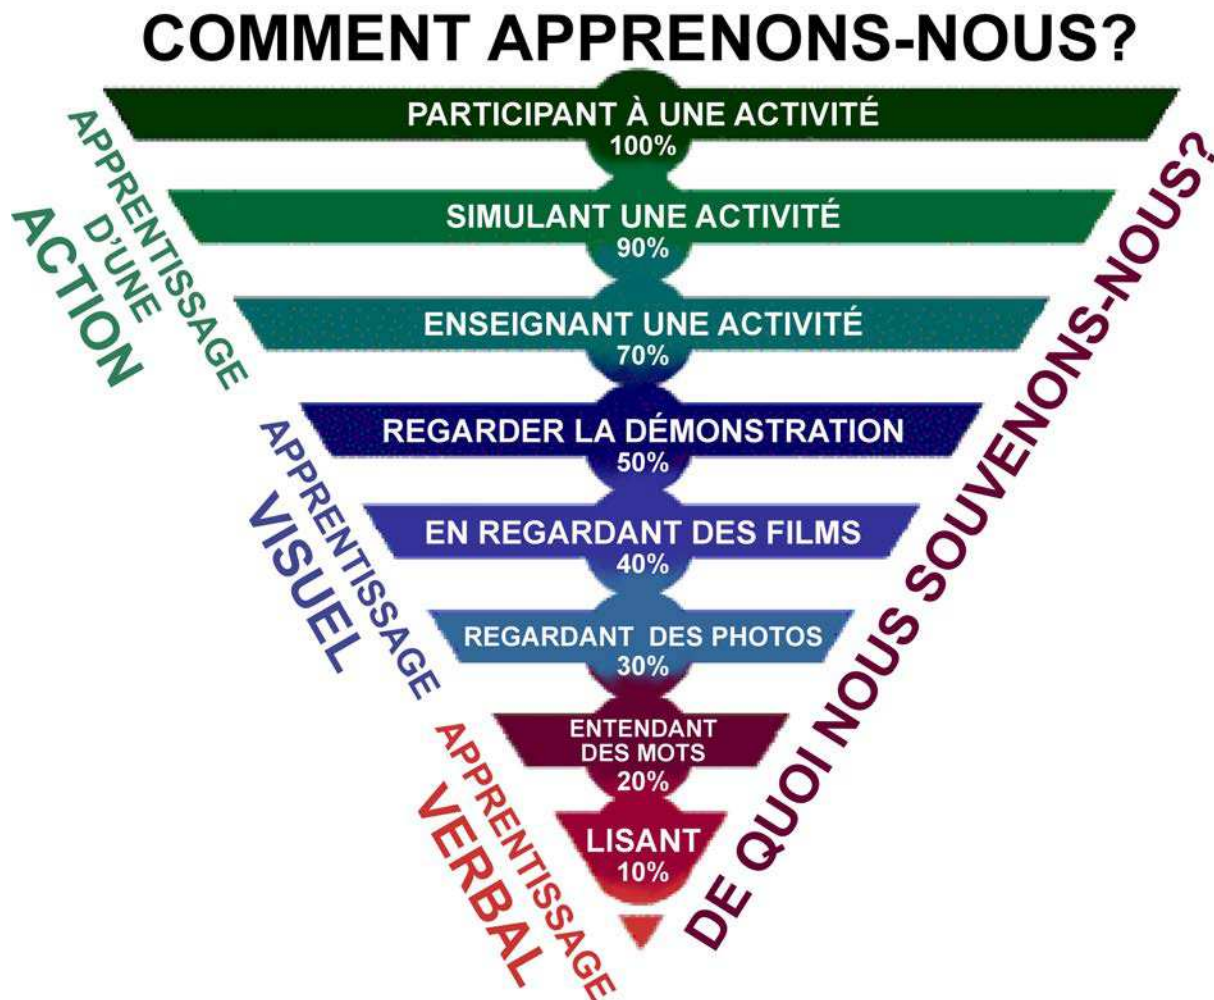 COMMENT APPRENONS-NOUS?
PARTICIPANT À UNE ACTIVITÉ
100%
SIMULANT UNE ACTIVITÉ
90%
ENSEIGNANT UNE ACTIVITÉ
70%
REGARDER LA DÉMONSTRATION
50%
EN REGARDANT DES FILMS
40%
REGARDANT DES PHOTOS
30%
ENTENDANT
DES MOTS
20%
LISANT
10%
APPRENTISSAGE
D'UNE
ACTION
APPRENTISSAGE
VISUEL
APPRENTISSAGE
VERBAL
DE QUOI NOUS SOUVENONS-NOUS?